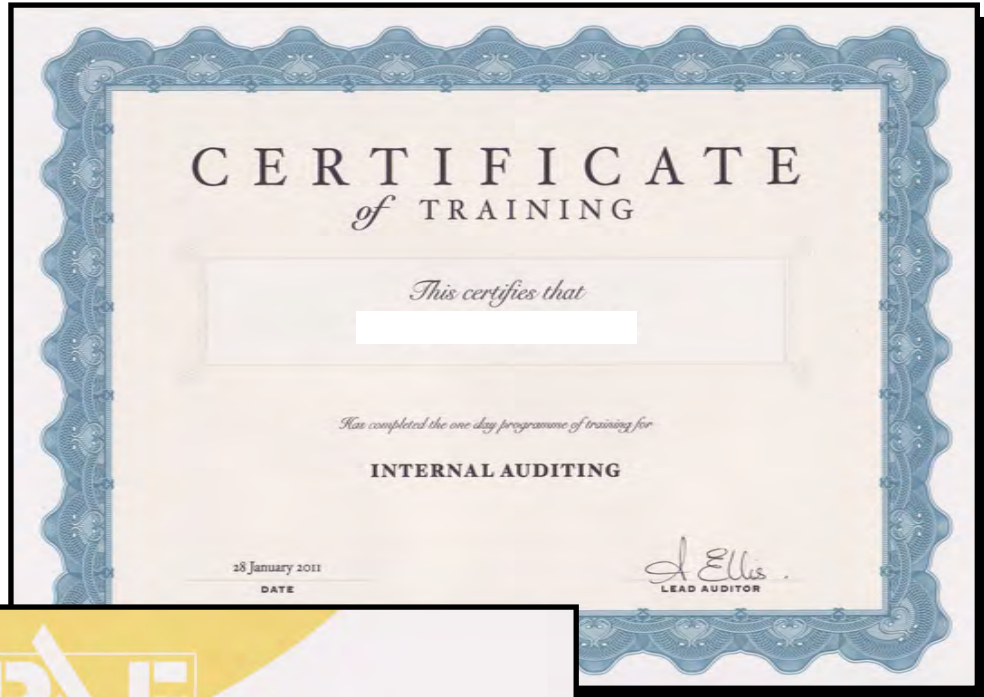 CERTIFICATE
of TRAINING
This certifies that
Has completed the one day programme of training for
INTERNAL AUDITING
28 January 2011
DATE
A Ellis
LEAD AUDITOR